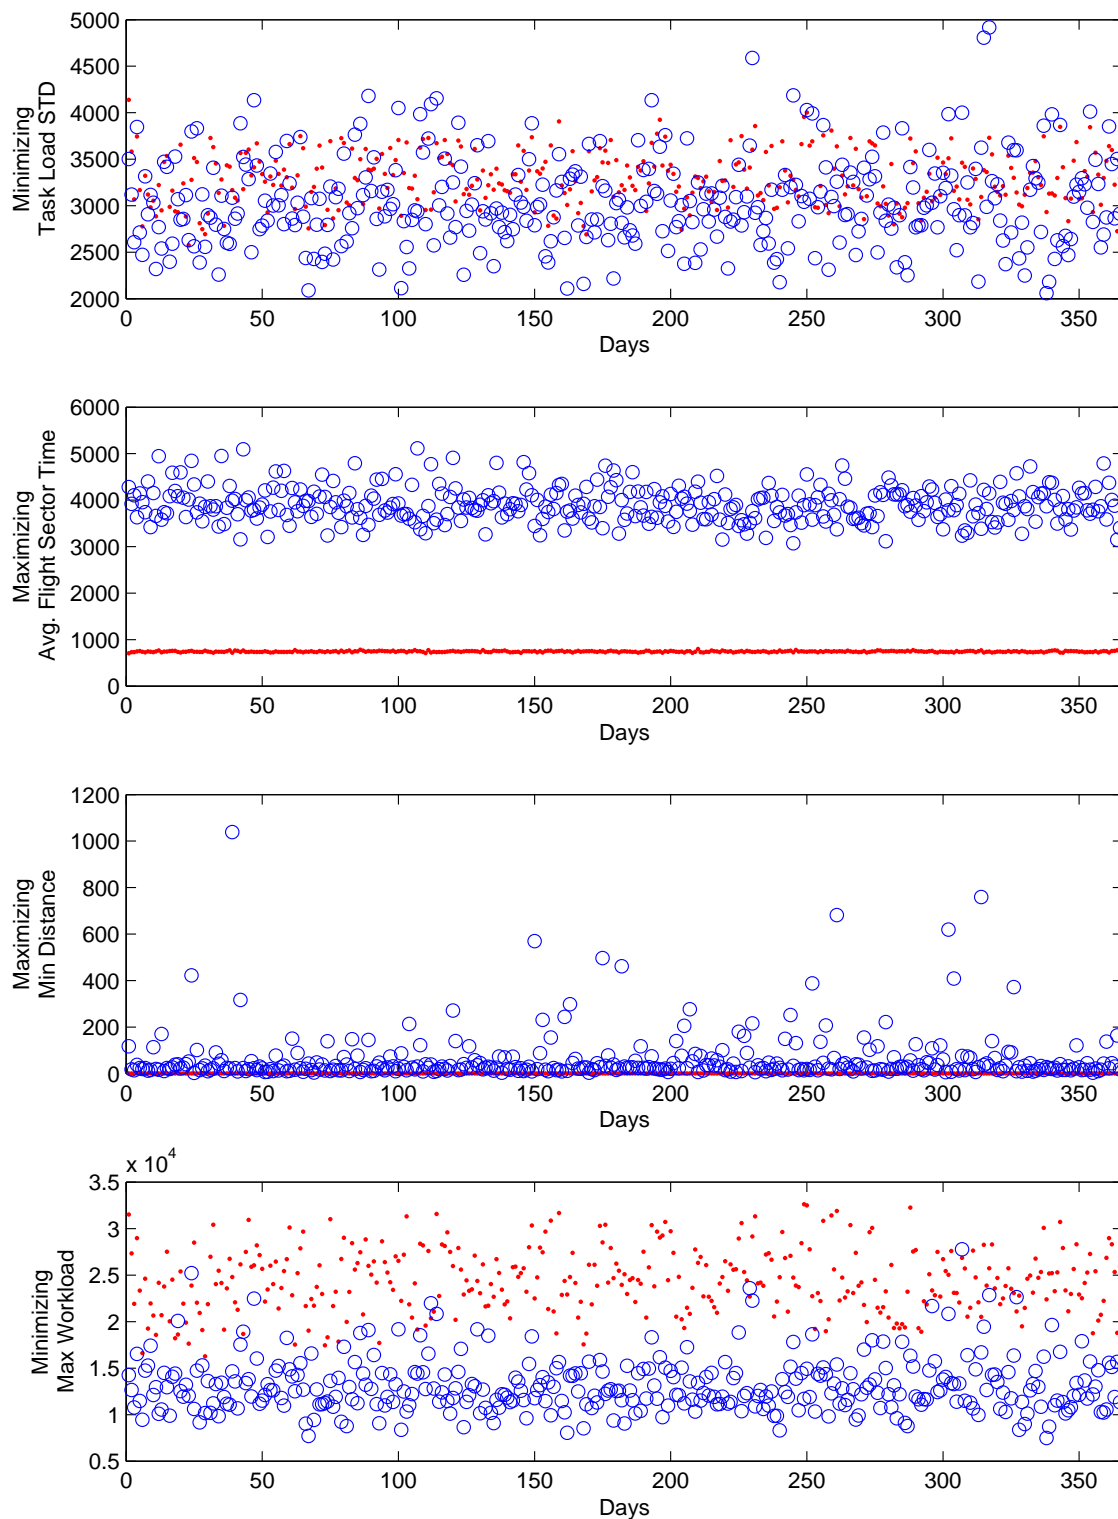 5000
4500
4000
3500
3000
2500
2000
Minimizing
Task Load STD
0 50 100 150 200 250 300 350
Days
6000
5000
4000
3000
2000
1000
0
Maximizing
Avg. Flight Sector Time
0 50 100 150 200 250 300 350
Days
1200
1000
800
600
400
200
0
Maximizing
Min Distance
0 50 100 150 200 250 300 350
Days
x 10^4
3.5
3
2.5
2
1.5
1
0.5
Minimizing
Max Workload
0 50 100 150 200 250 300 350
Days